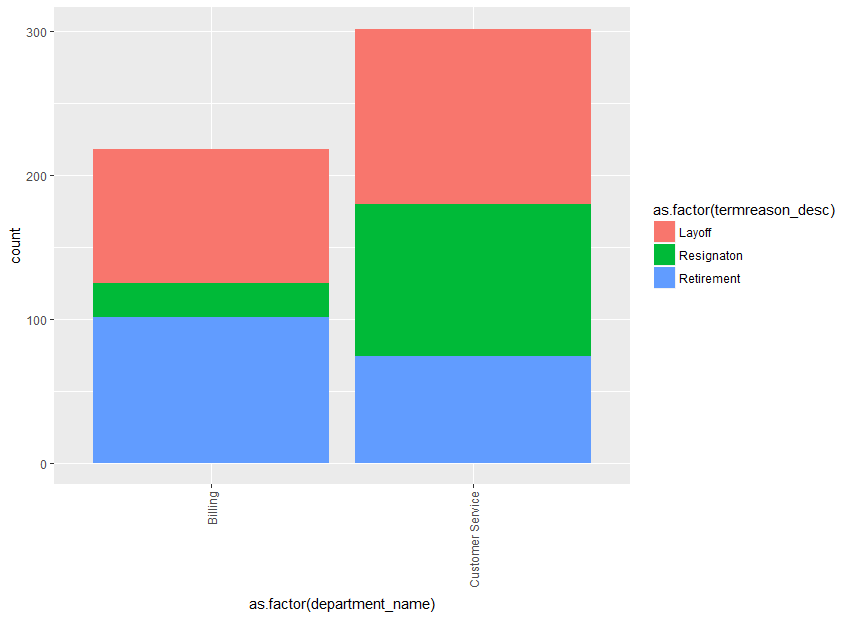 300
200
100
0
count
Billing
Customer Service
as.factor(department_name)
as.factor(termreason_desc)
Layoff
Resignaton
Retirement